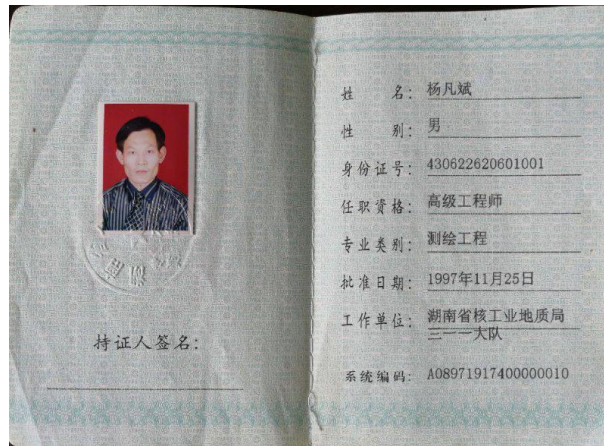 持证人签名:
姓 名: 杨凡斌
性 别: 男
身份证号: 430622620601001
任职资格: 高级工程师
专业类别: 测绘工程
批准日期: 1997年11月25日
工作单位: 湖南省核工业地质局
三一一大队
系统编码: A08971917400000010